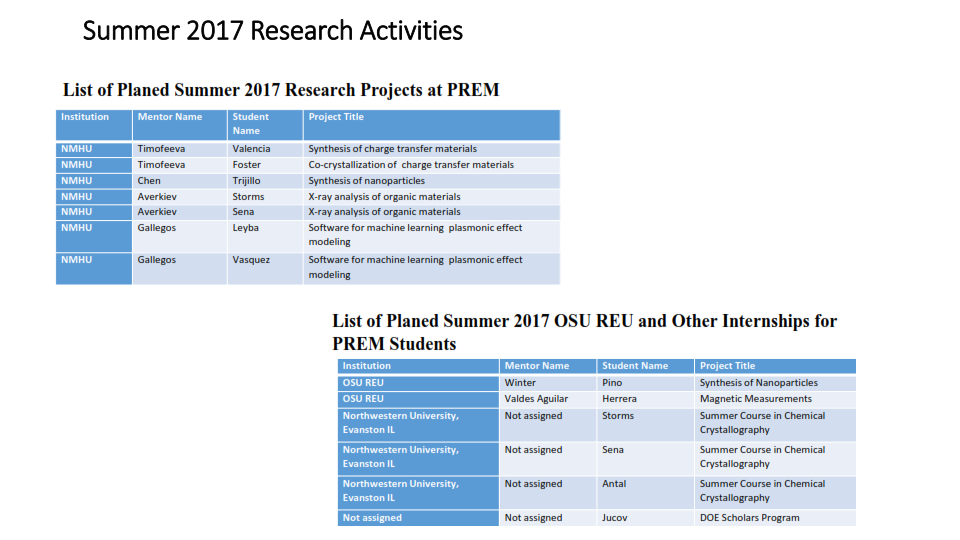 Summer 2017 Research Activities
List of Planed Summer 2017 Research Projects at PREM
Institution Mentor Name Student Name Project Title
NMHU Timofeeva Valencia Synthesis of charge transfer materials
NMHU Timofeeva Foster Co-crystallization of charge transfer materials
NMHU Chen Trijillo Synthesis of nanoparticles
NMHU Averkiev Storms X-ray analysis of organic materials
NMHU Averkiev Sena X-ray analysis of organic materials
NMHU Gallegos Leyba Software for machine learning plasmonic effect
modeling
NMHU Gallegos Vasquez Software for machine learning plasmonic effect
modeling
List of Planed Summer 2017 OSU REU and Other Internships for
PREM Students
Institution Mentor Name Student Name Project Title
OSU REU Winter Pino Synthesis of Nanoparticles
OSU REU Valdes Aguilar Herrera Magnetic Measurements
Northwestern University, Not assigned Storms Summer Course in Chemical
Evanston IL Crystallography
Northwestern University, Not assigned Sena Summer Course in Chemical
Evanston IL Crystallography
Northwestern University, Not assigned Antal Summer Course in Chemical
Evanston IL Crystallography
Not assigned Not assigned Jucov DOE Scholars Program